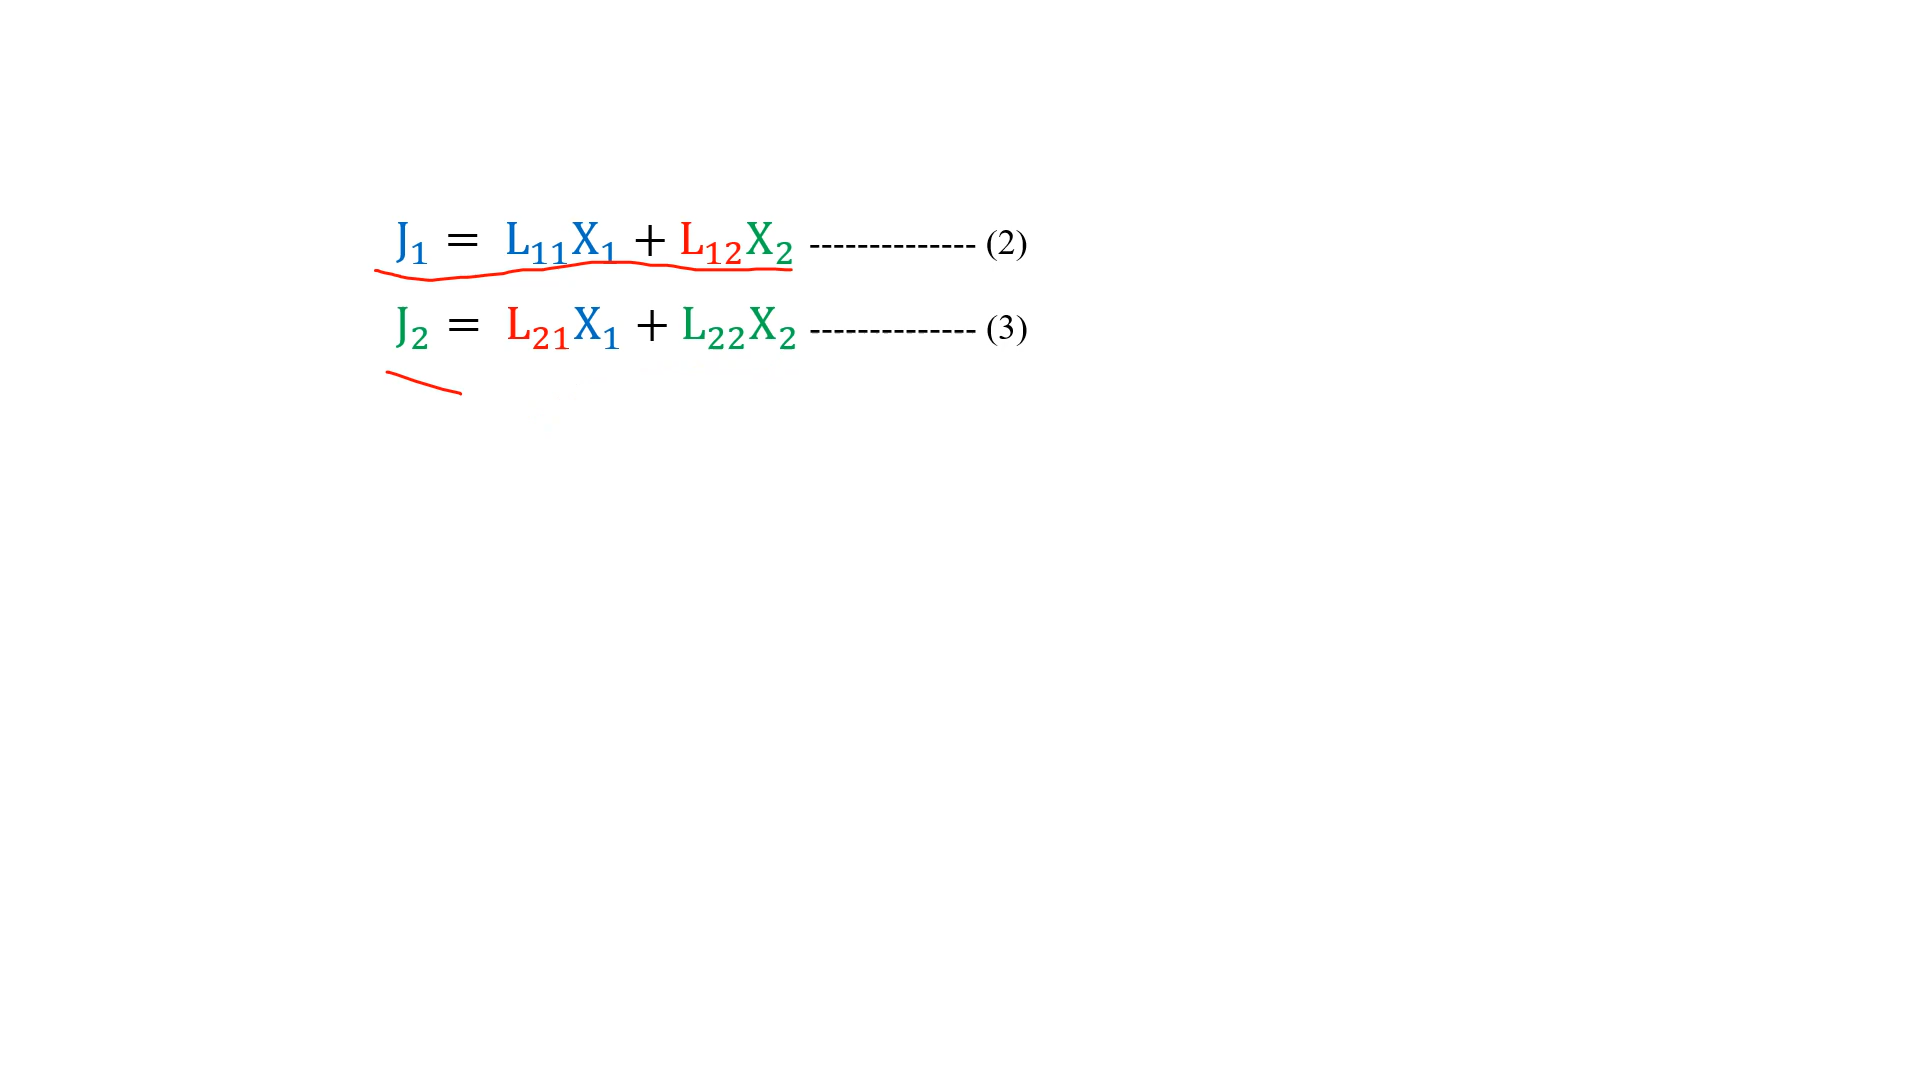 J₁ = L₁₁X₁ + L₁₂X₂ -------------- (2)
J₂ = L₂₁X₁ + L₂₂X₂ -------------- (3)